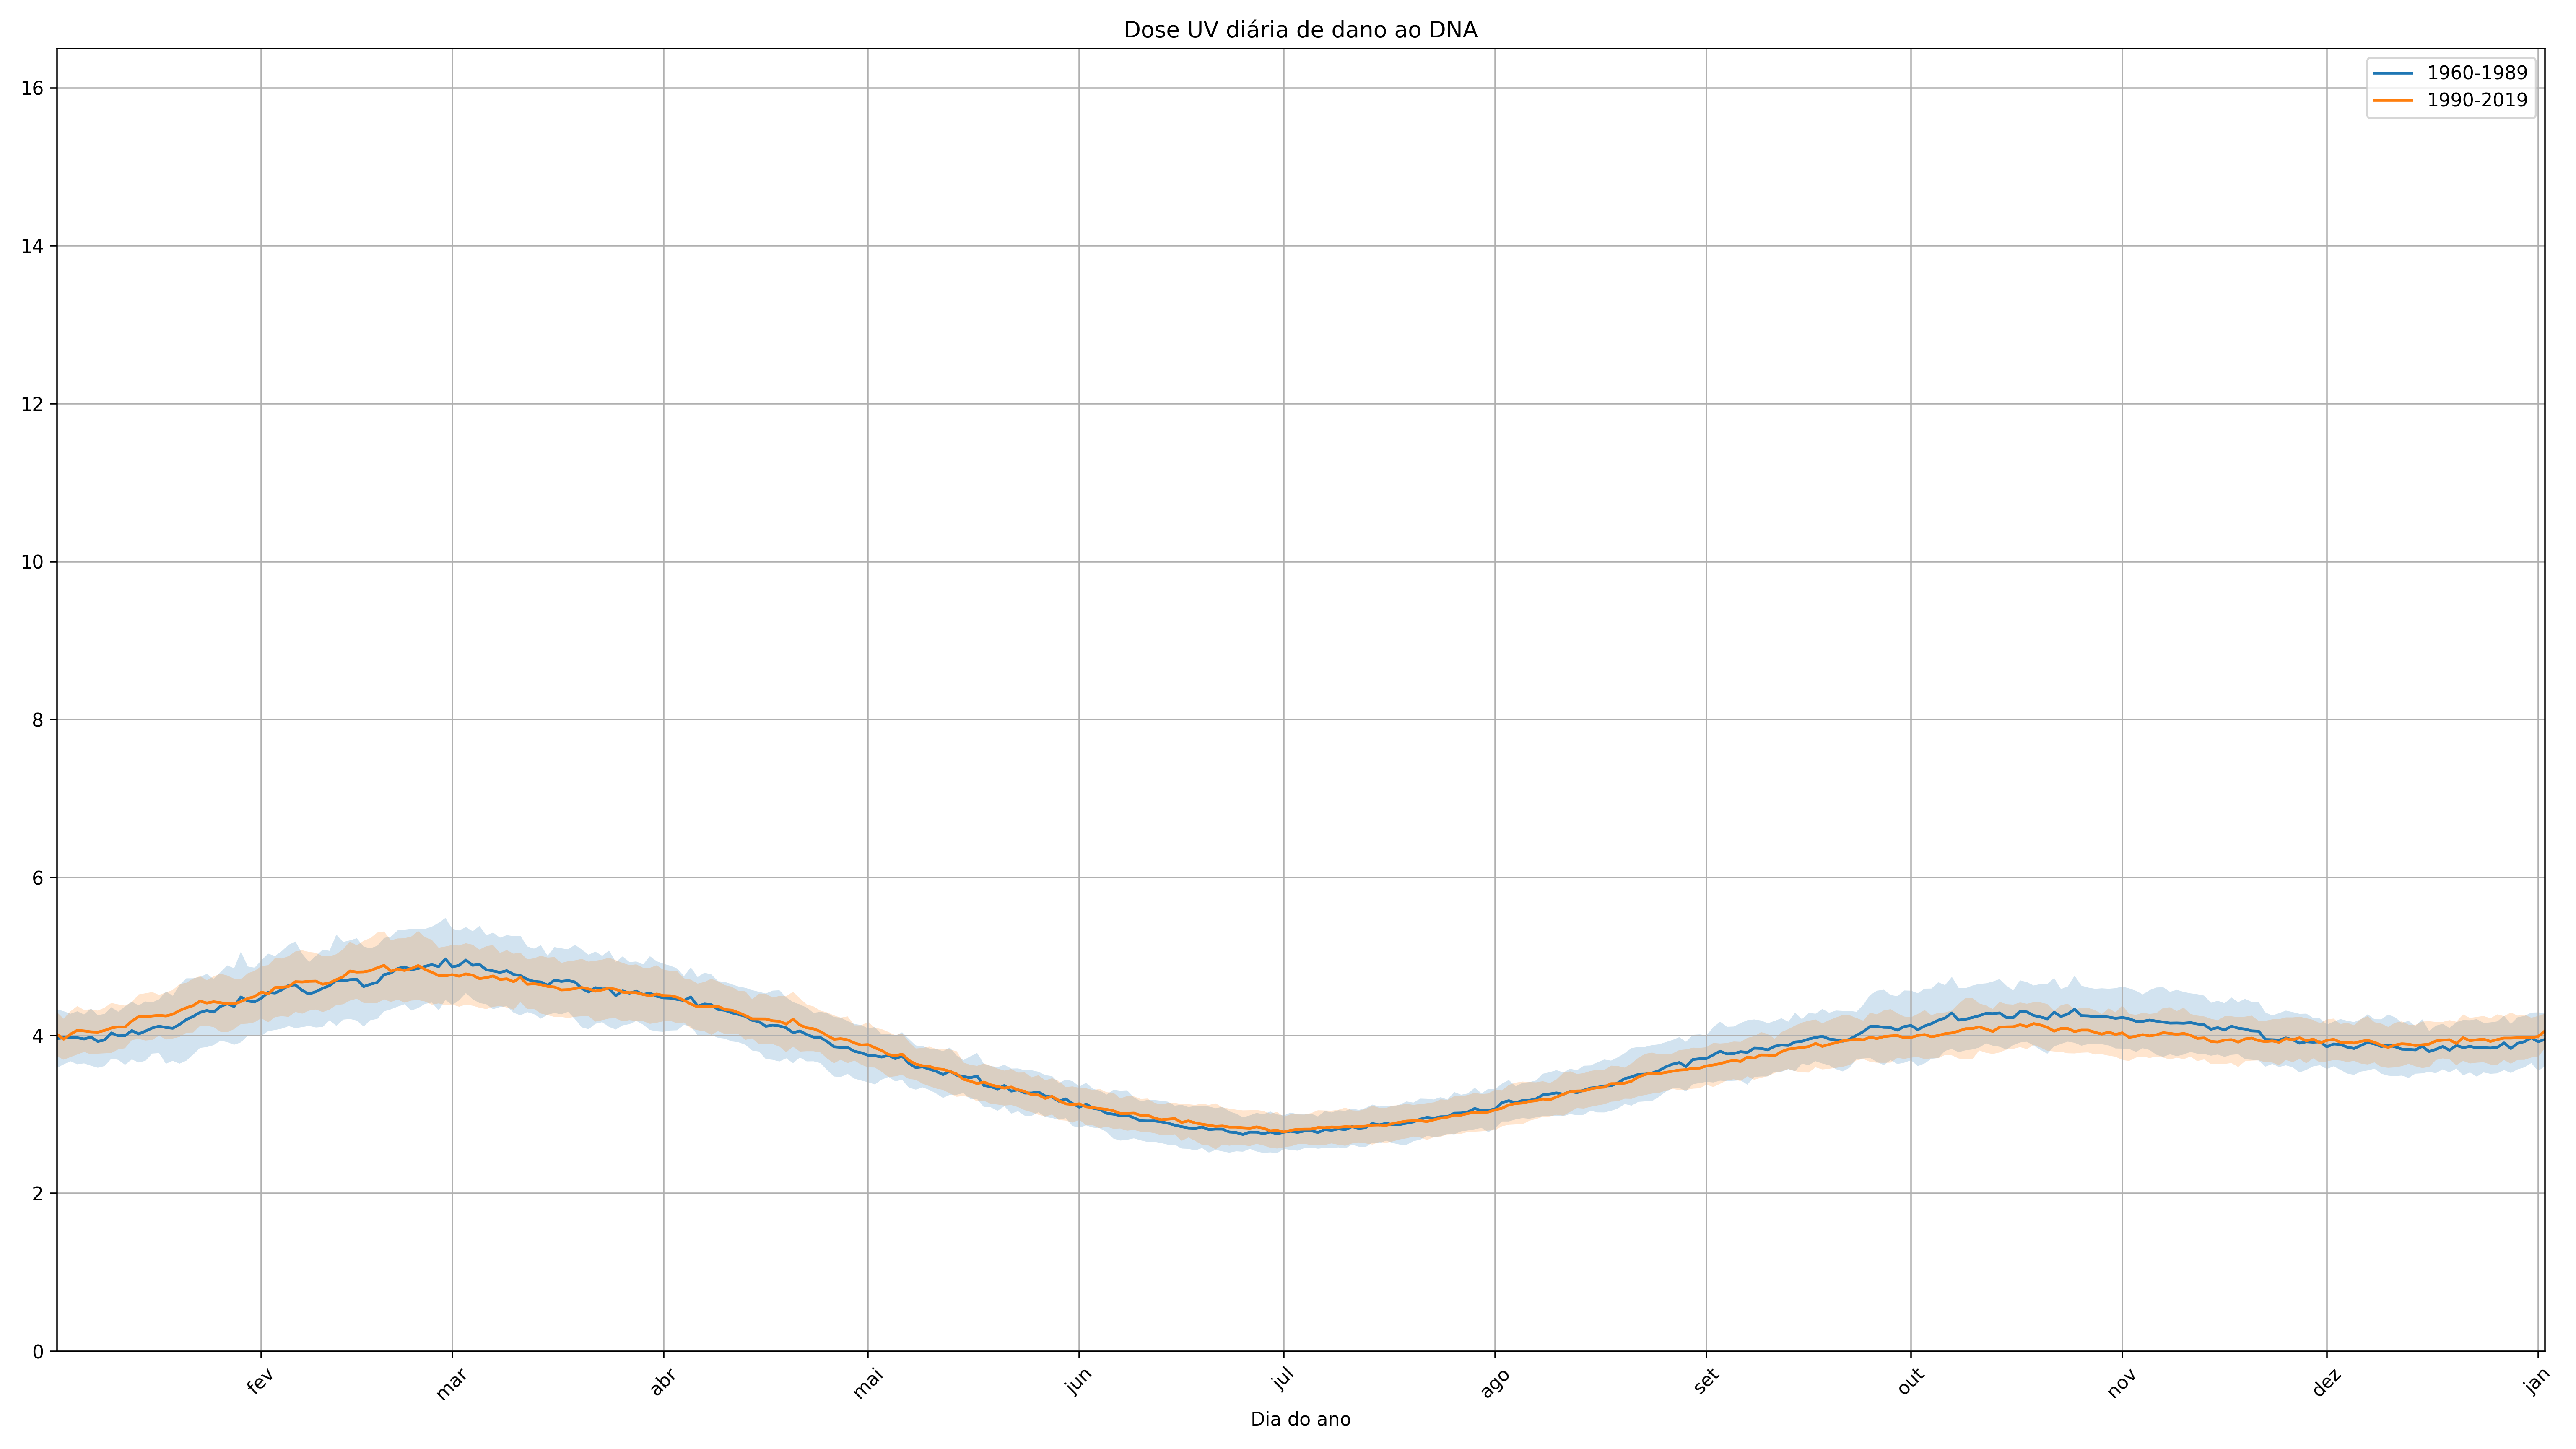 Dose UV diária de dano ao DNA
1960-1989
1990-2019
16
14
12
10
8
6
4
2
0
fev
mar
abr
mai
jun
jul
ago
set
out
nov
dez
jan
Dia do ano